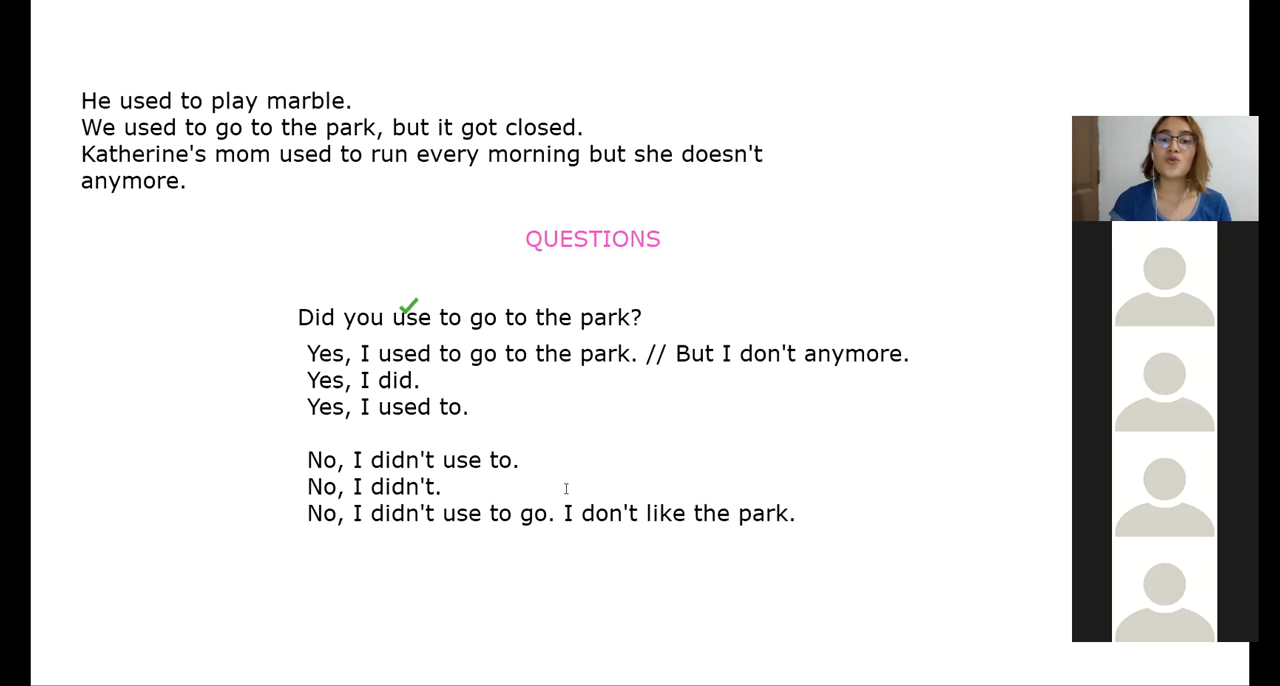 He used to play marble.
We used to go to the park, but it got closed.
Katherine's mom used to run every morning but she doesn't
anymore.
QUESTIONS
Did you use to go to the park?
Yes, I used to go to the park. // But I don't anymore.
Yes, I did.
Yes, I used to.
No, I didn't use to.
No, I didn't.
No, I didn't use to go. I don't like the park.